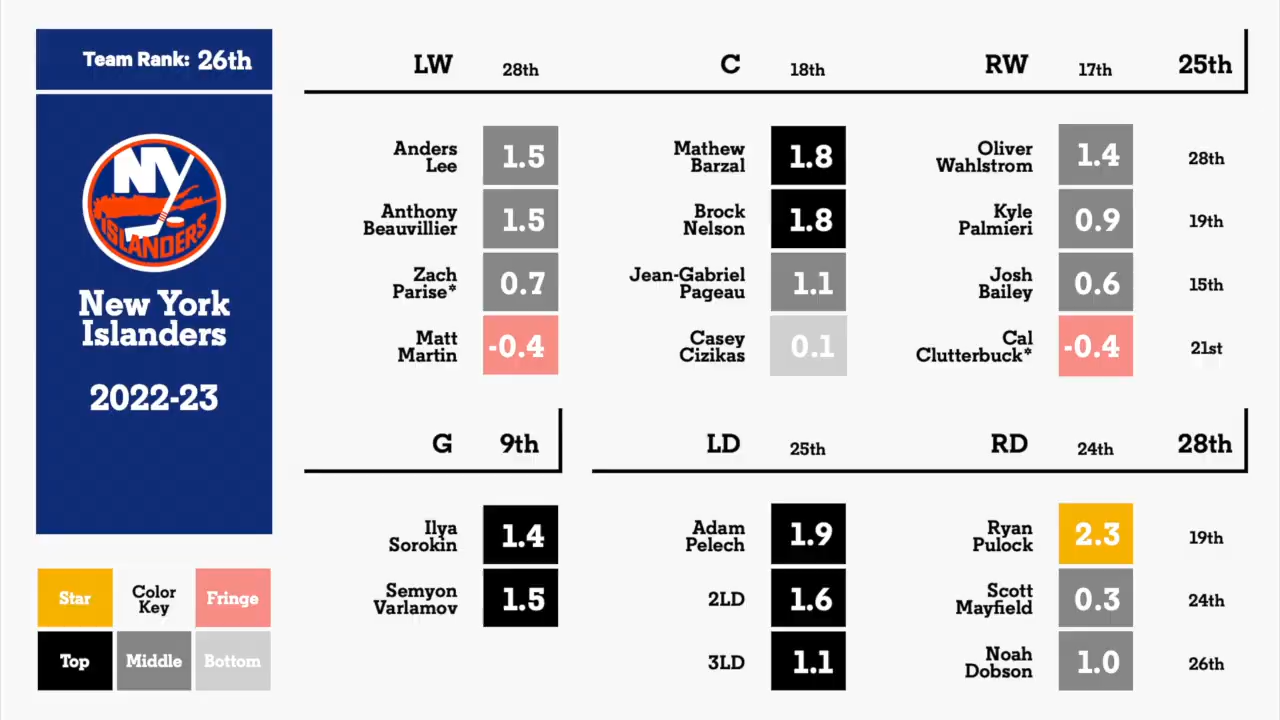 Team Rank: 26th
NY
ISLANDERS
New York
Islanders
2022-23
Star
Color
Key
Fringe
Top
Middle
Bottom
LW 28th C 18th RW 17th 25th
Anders
Lee
1.5
Mathew
Barzal
1.8
Oliver
Wahlstrom
1.4
28th
Anthony
Beauvillier
1.5
Brock
Nelson
1.8
Kyle
Palmieri
0.9
19th
Zach
Parise*
0.7
Jean-Gabriel
Pageau
1.1
Josh
Bailey
0.6
15th
Matt
Martin
-0.4
Casey
Cizikas
0.1
Cal
Clutterbuck*
-0.4
21st
G 9th LD 25th RD 24th 28th
Ilya
Sorokin
1.4
Adam
Pelech
1.9
Ryan
Pulock
2.3
19th
Semyon
Varlamov
1.5
2LD
1.6
Scott
Mayfield
0.3
24th
3LD
1.1
Noah
Dobson
1.0
26th